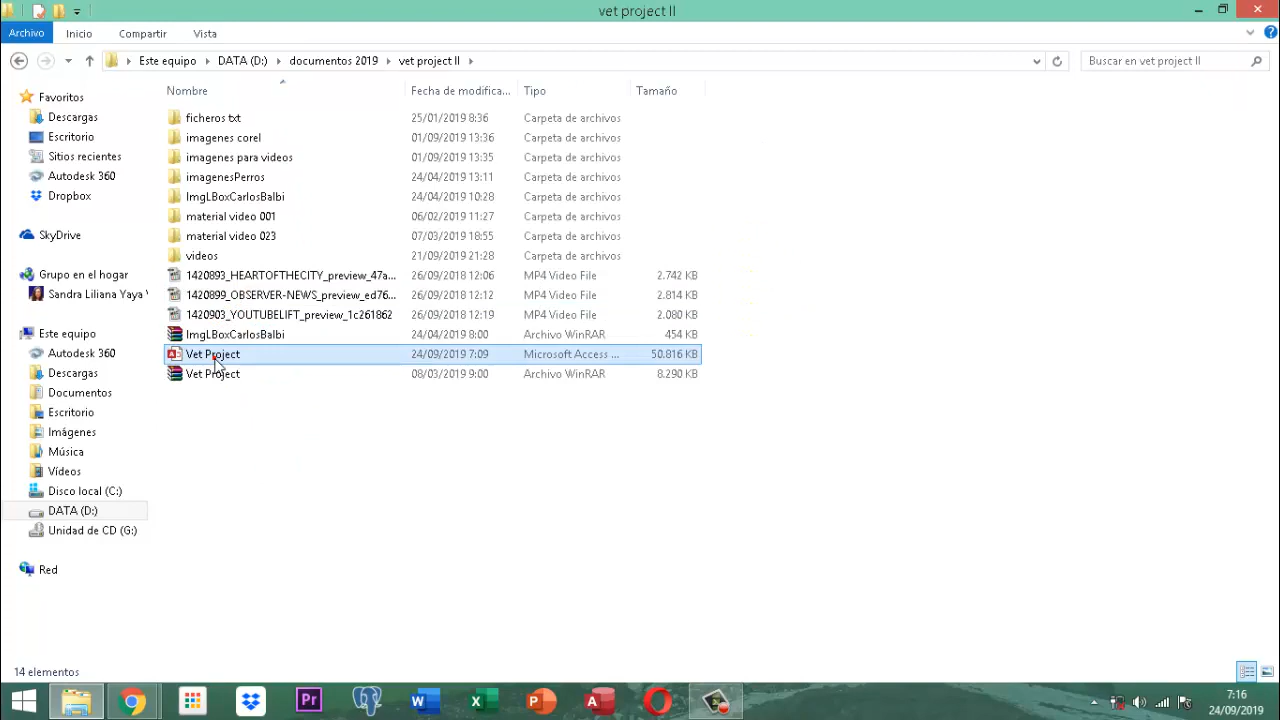 vet project II
Archivo Inicio Compartir Vista
Este equipo DATA (D:) documentos 2019 vet project II Buscar en vet project II
Nombre Fecha de modifica... Tipo Tamaño
Favoritos
Descargas
Escritorio
Sitios recientes
Autodesk 360
Dropbox
SkyDrive
Grupo en el hogar
Sandra Liliana Yaya
Este equipo
Autodesk 360
Descargas
Documentos
Escritorio
Imágenes
Música
Vídeos
Disco local (C:)
DATA (D:)
Unidad de CD (G:)
Red
ficheros txt 25/01/2019 8:36 Carpeta de archivos
imagenes corel 01/09/2019 13:36 Carpeta de archivos
imagenes para videos 01/09/2019 13:35 Carpeta de archivos
imagenesPerros 24/04/2019 13:11 Carpeta de archivos
ImgLBoxCarlosBalbi 24/04/2019 10:28 Carpeta de archivos
material video 001 06/02/2019 11:27 Carpeta de archivos
material video 023 07/03/2019 18:55 Carpeta de archivos
videos 21/09/2019 21:28 Carpeta de archivos
1420893_HEARTOFTHECITY_preview_47a... 26/09/2018 12:06 MP4 Video File 2.742 KB
1420899_OBSERVER-NEWS_preview_ed76... 26/09/2018 12:12 MP4 Video File 2.814 KB
1420903_YOUTUBELIFT_preview_1c261862 26/09/2018 12:19 MP4 Video File 2.080 KB
ImgLBoxCarlosBalbi 24/04/2019 8:00 Archivo WinRAR 454 KB
Vet Project 24/09/2019 7:09 Microsoft Access ... 50.816 KB
Vet Project 08/03/2019 9:00 Archivo WinRAR 8.290 KB
14 elementos
7:16
24/09/2019